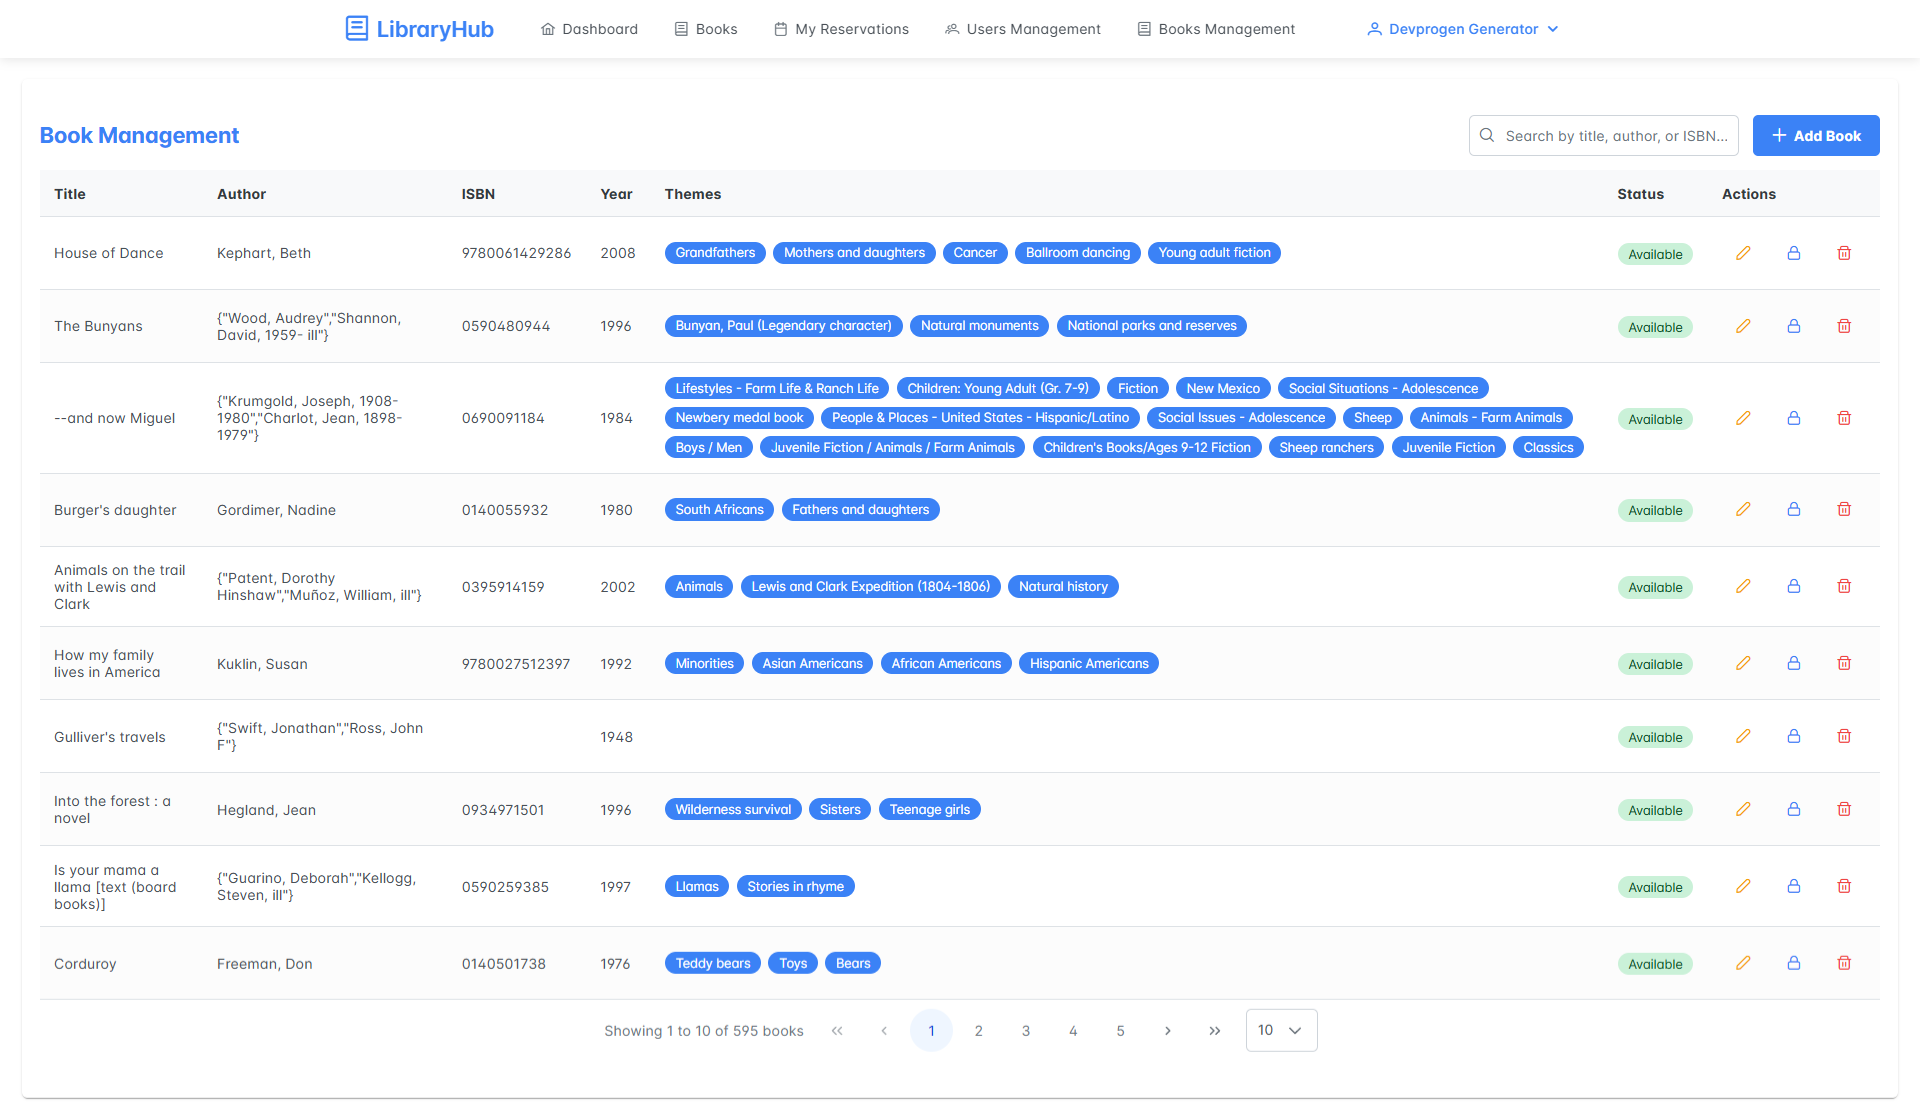 LibraryHub Dashboard Books My Reservations Users Management Books Management Devprogen Generator
Book Management Search by title, author, or ISBN... Add Book
Title Author ISBN Year Themes Status Actions
House of Dance Kephart, Beth 9780061429286 2008 Grandfathers Mothers and daughters Cancer Ballroom dancing Young adult fiction Available
The Bunyans {"Wood, Audrey","Shannon,
David, 1959- ill"} 0590480944 1996 Bunyan, Paul (Legendary character) Natural monuments National parks and reserves Available
--and now Miguel {"Krumgold, Joseph, 1908-
1980","Charlot, Jean, 1898-
1979"} 0690091184 1984 Lifestyles - Farm Life & Ranch Life Children: Young Adult (Gr. 7-9) Fiction New Mexico Social Situations - Adolescence
Newbery medal book People & Places - United States - Hispanic/Latino Social Issues - Adolescence Sheep Animals - Farm Animals
Boys / Men Juvenile Fiction / Animals / Farm Animals Children's Books/Ages 9-12 Fiction Sheep ranchers Juvenile Fiction Classics Available
Burger's daughter Gordimer, Nadine 0140055932 1980 South Africans Fathers and daughters Available
Animals on the trail
with Lewis and
Clark {"Patent, Dorothy
Hinshaw","Muñoz, William, ill"} 0395914159 2002 Animals Lewis and Clark Expedition (1804-1806) Natural history Available
How my family
lives in America Kuklin, Susan 9780027512397 1992 Minorities Asian Americans African Americans Hispanic Americans Available
Gulliver's travels {"Swift, Jonathan","Ross, John
F"} 1948 Available
Into the forest : a
novel Hegland, Jean 0934971501 1996 Wilderness survival Sisters Teenage girls Available
Is your mama a
llama [text (board
books)] {"Guarino, Deborah","Kellogg,
Steven, ill"} 0590259385 1997 Llamas Stories in rhyme Available
Corduroy Freeman, Don 0140501738 1976 Teddy bears Toys Bears Available
Showing 1 to 10 of 595 books 1 2 3 4 5 10